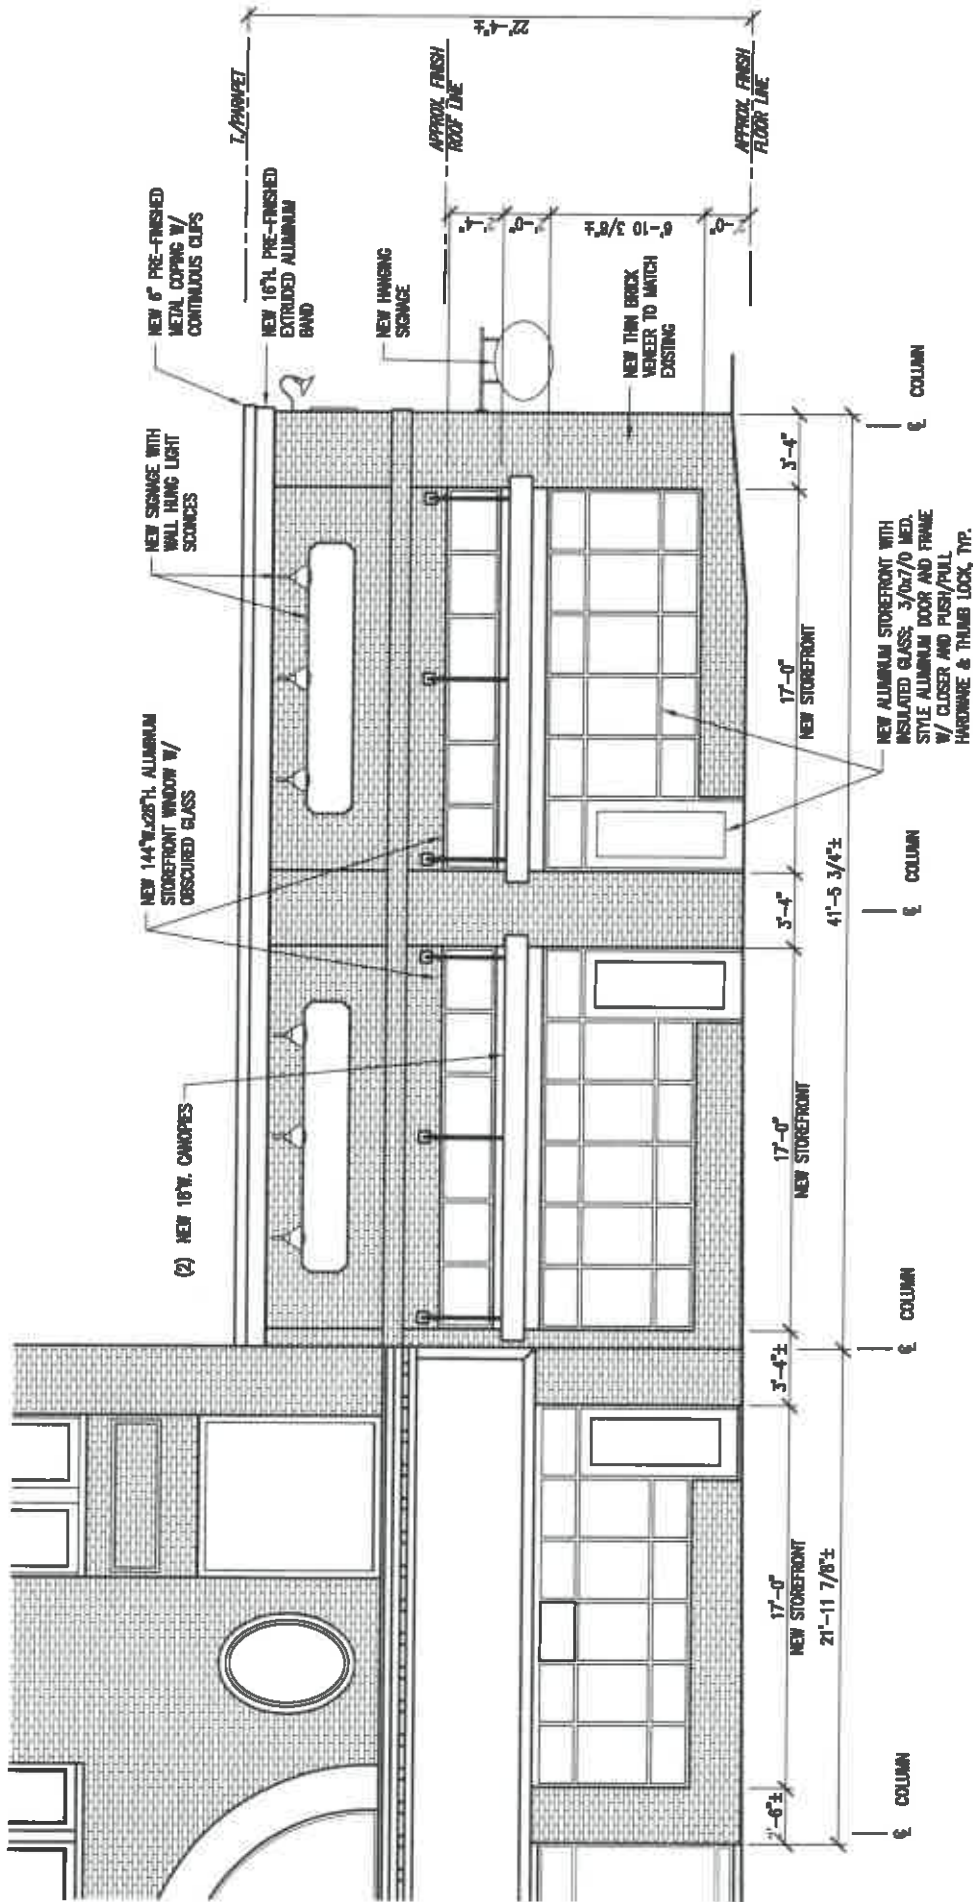 (2) NEW 18'W. CANOPIES
NEW 144"W.x28"H. ALUMINUM
STOREFRONT WINDOW W/
OBSCURED GLASS
NEW SIGNAGE WITH
WALL HUNG LIGHT
SCONCES
NEW 6" PRE-FINISHED
METAL COPING W/
CONTINUOUS CLIPS
NEW 16"H. PRE-FINISHED
EXTRUDED ALUMINUM
BAND
T./PARAPET
NEW HANGING
SIGNAGE
APPROX. FINISH
ROOF LINE
22'-4"±
6'-10 3/8"±
NEW THIN BRICK
VENEER TO MATCH
EXISTING
APPROX. FINISH
FLOOR LINE
17'-0"
NEW STOREFRONT
3'-4"±
17'-0"
NEW STOREFRONT
3'-4"
17'-0"
NEW STOREFRONT
3'-4"
21'-11 7/8"±
41'-5 3/4"±
NEW ALUMINUM STOREFRONT WITH
INSULATED GLASS; 3/0x7/0 MED.
STYLE ALUMINUM DOOR AND FRAME
W/ CLOSER AND PUSH/PULL
HARDWARE & THUMB LOCK, TYP.
℄ COLUMN
℄ COLUMN
℄ COLUMN
℄ COLUMN